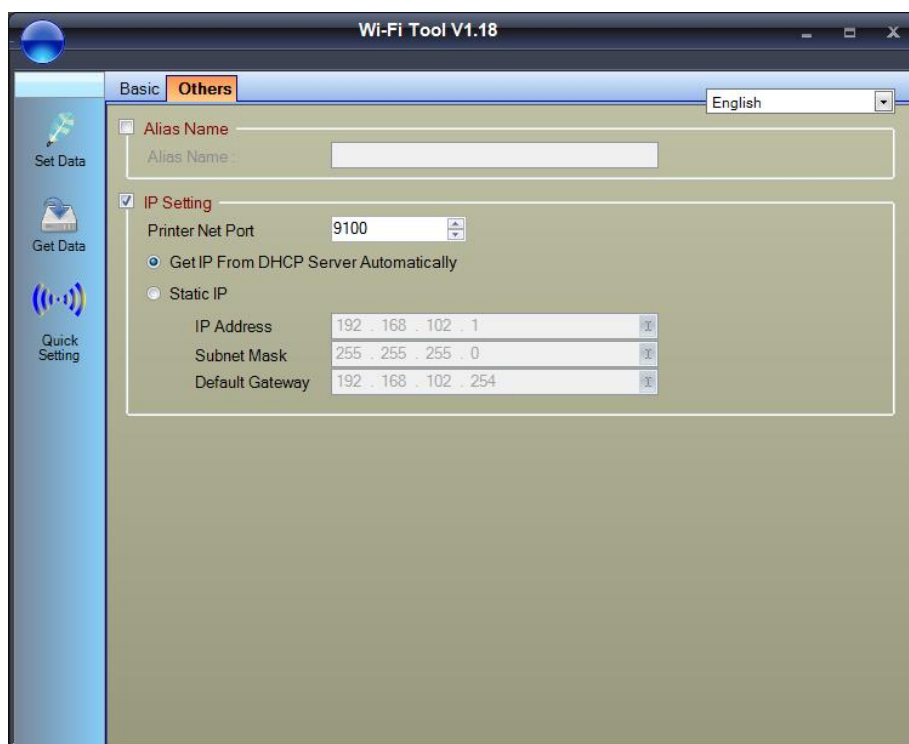 Wi-Fi Tool V1.18
Basic Others
English
Set Data
Get Data
Quick
Setting
Alias Name
Alias Name :
IP Setting
Printer Net Port 9100
Get IP From DHCP Server Automatically
Static IP
IP Address 192 . 168 . 102 . 1
Subnet Mask 255 . 255 . 255 . 0
Default Gateway 192 . 168 . 102 . 254